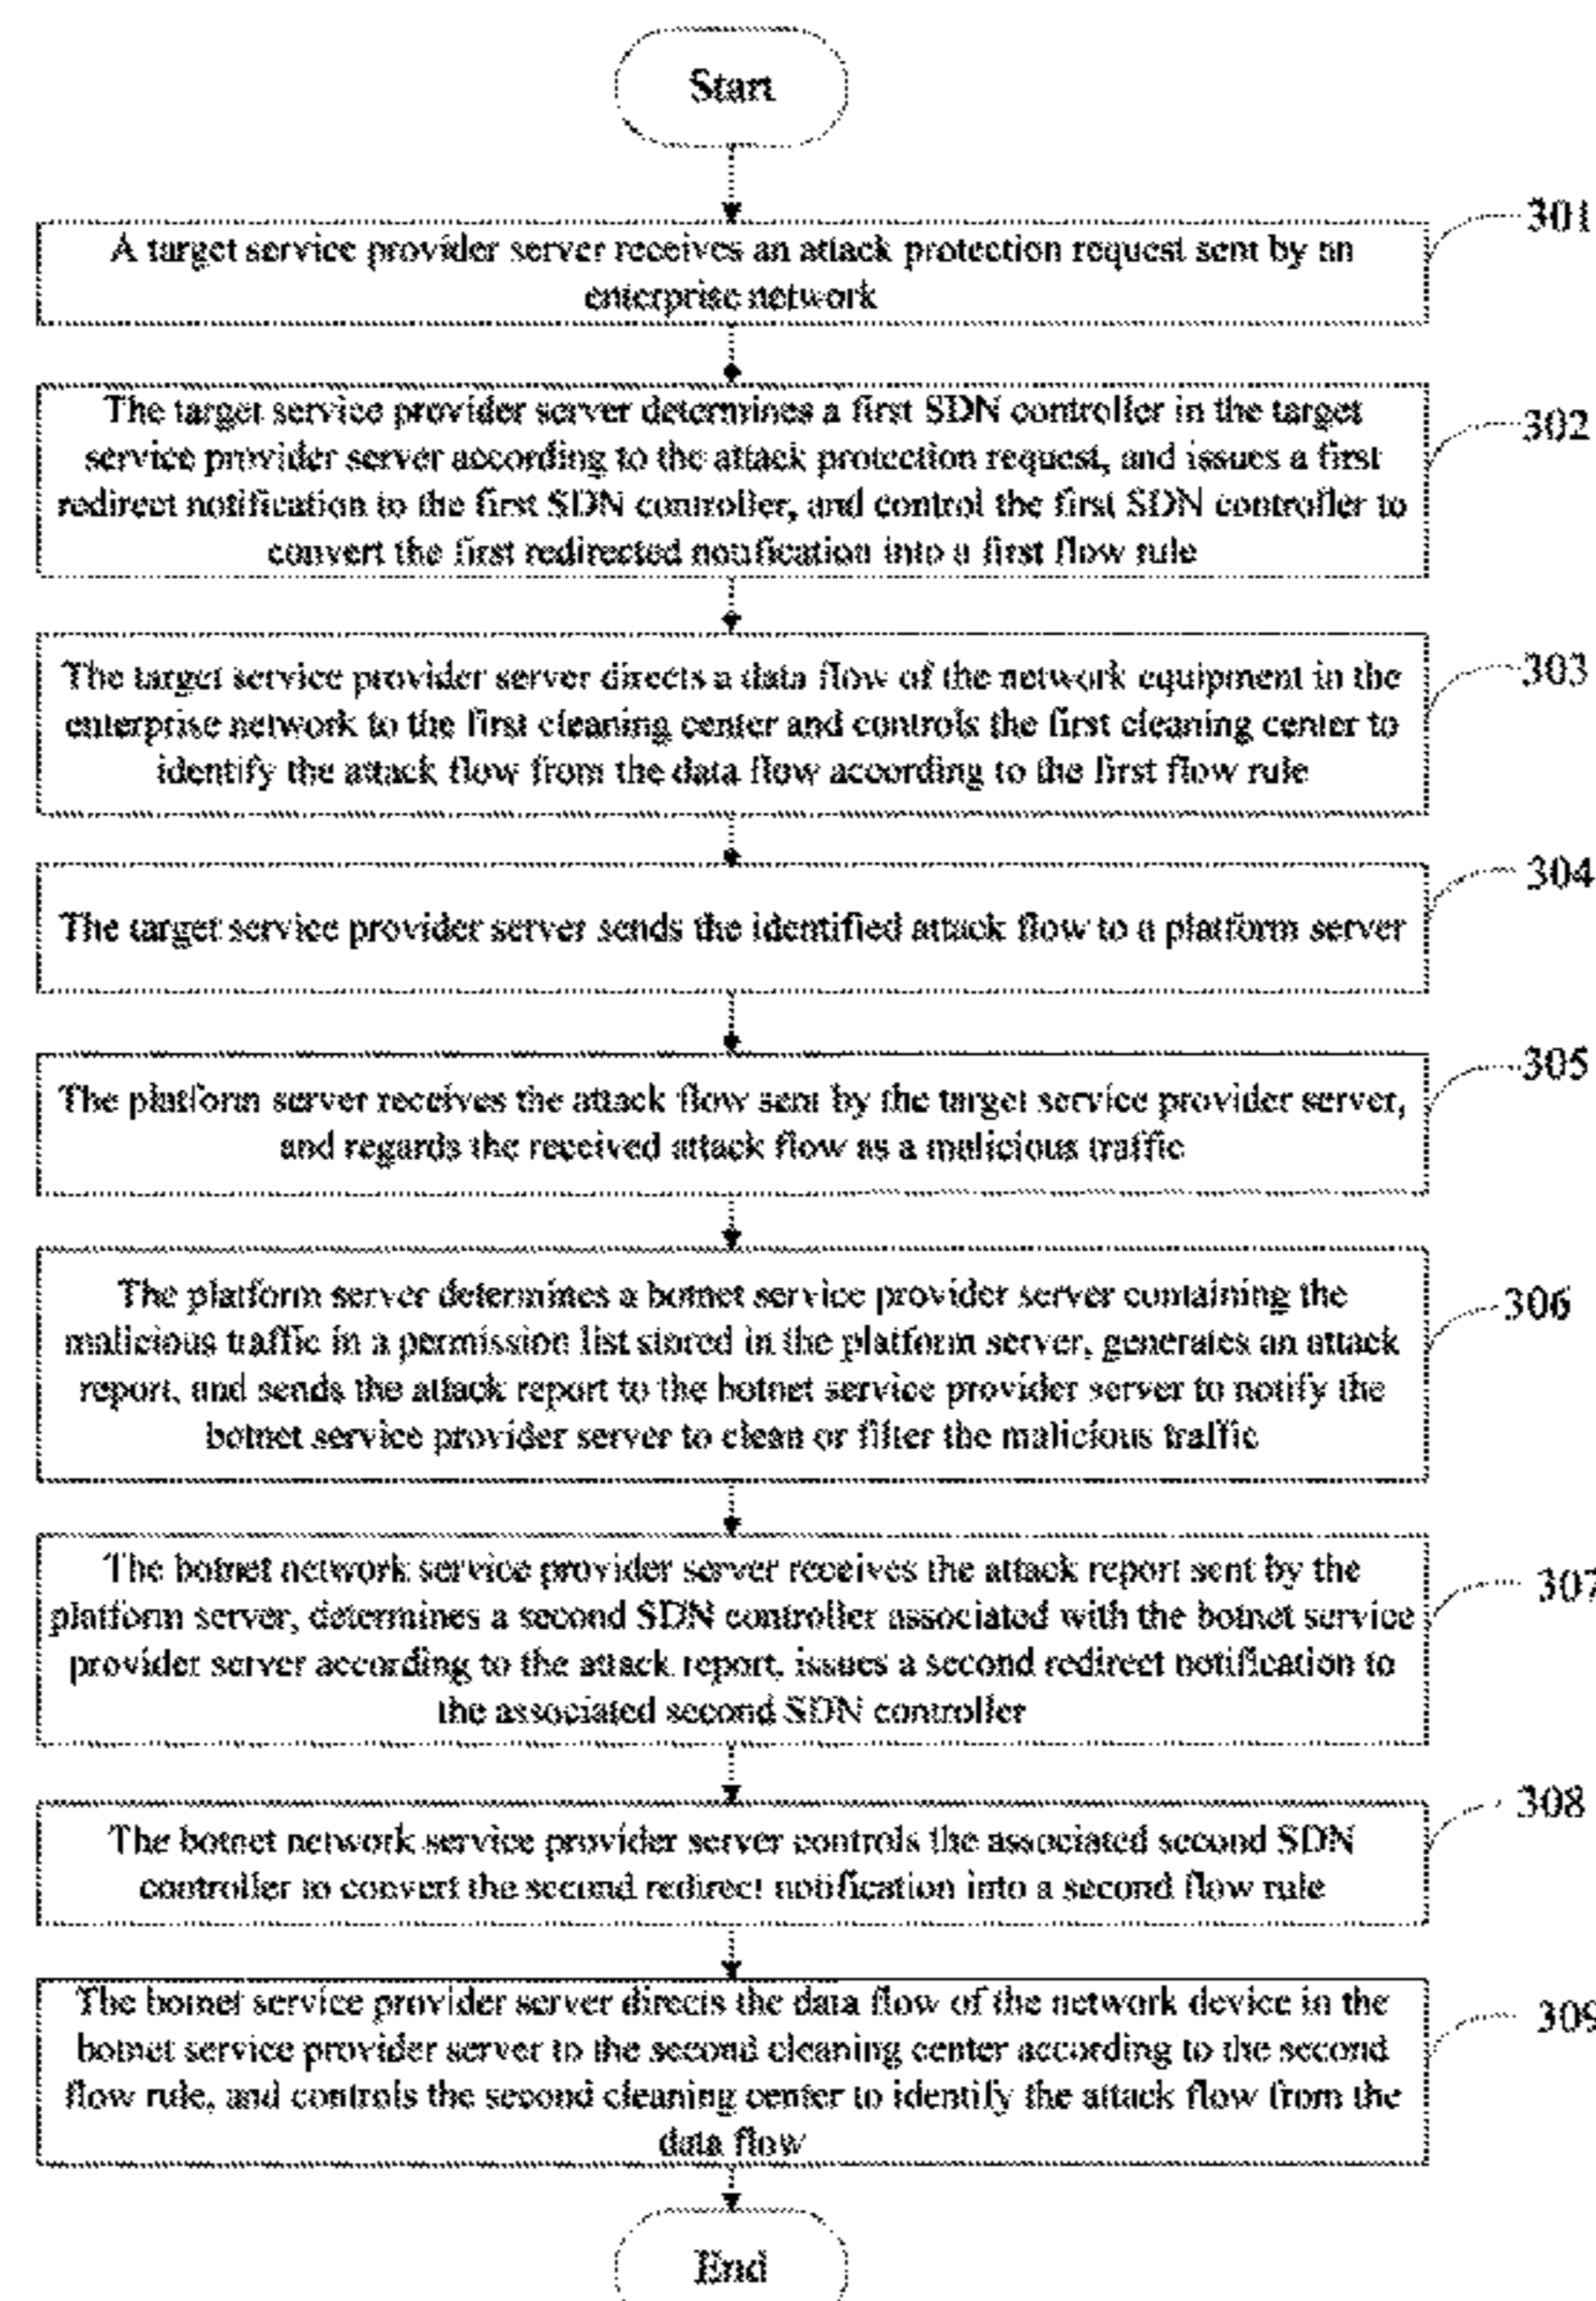 Start
301
A target service provider server receives an attack protection request sent by an
enterprise network
302
The target service provider server determines a first SDN controller in the target
service provider server according to the attack protection request, and issues a first
redirect notification to the first SDN controller, and control the first SDN controller to
convert the first redirected notification into a first flow rule
303
The target service provider server directs a data flow of the network equipment in the
enterprise network to the first cleaning center and controls the first cleaning center to
identify the attack flow from the data flow according to the first flow rule
304
The target service provider server sends the identified attack flow to a platform server
305
The platform server receives the attack flow sent by the target service provider server,
and regards the received attack flow as a malicious traffic
306
The platform server determines a botnet service provider server containing the
malicious traffic in a permission list stored in the platform server, generates an attack
report, and sends the attack report to the botnet service provider server to notify the
botnet service provider server to clean or filter the malicious traffic
307
The botnet network service provider server receives the attack report sent by the
platform server, determines a second SDN controller associated with the botnet service
provider server according to the attack report, issues a second redirect notification to
the associated second SDN controller
308
The botnet network service provider server controls the associated second SDN
controller to convert the second redirect notification into a second flow rule
309
The botnet service provider server directs the data flow of the network device in the
botnet service provider server to the second cleaning center according to the second
flow rule, and controls the second cleaning center to identify the attack flow from the
data flow
End